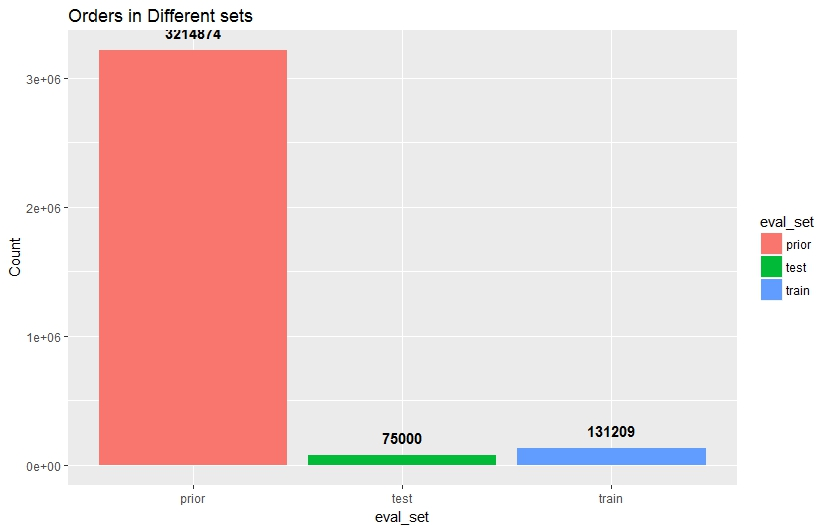 Orders in Different sets
3214874
3e+06
2e+06
1e+06
0e+00
75000
131209
prior
test
train
eval_set
Count
eval_set
prior
test
train